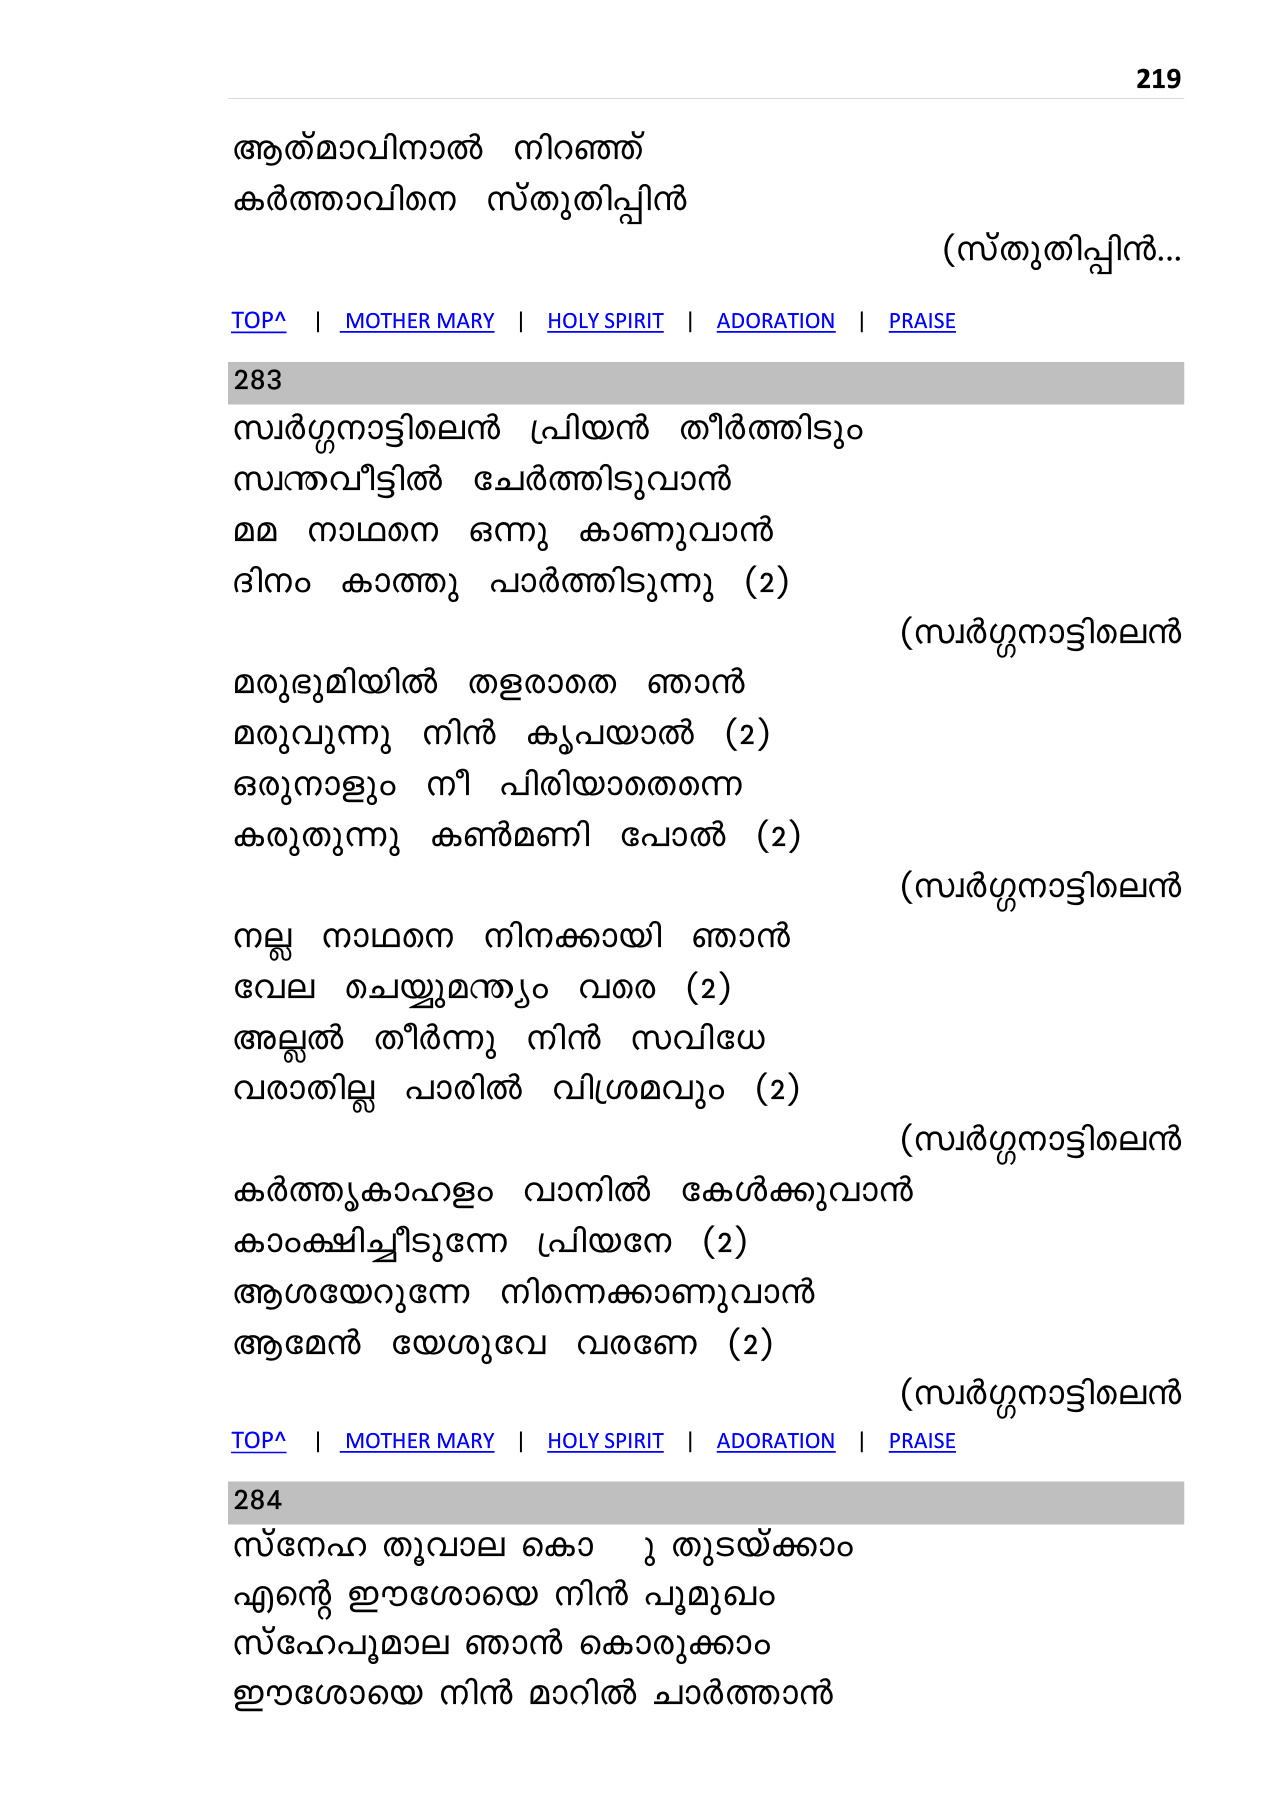 219
ആത്മാവിനാൽ നിറഞ്ഞ്
കർത്താവിനെ സ്തുതിപ്പിൻ
(സ്തുതിപ്പിൻ...
TOP^ | MOTHER MARY | HOLY SPIRIT | ADORATION | PRAISE
283
സ്വർഗ്ഗനാട്ടിലെൻ പ്രിയൻ തീർത്തിടും
സ്വന്തവീട്ടിൽ ചേർത്തിടുവാൻ
മമ നാഥനെ ഒന്നു കാണുവാൻ
ദിനം കാത്തു പാർത്തിടുന്നു (2)
(സ്വർഗ്ഗനാട്ടിലെൻ
മരുഭുമിയിൽ തളരാതെ ഞാൻ
മരുവുന്നു നിൻ കൃപയാൽ (2)
ഒരുനാളും നീ പിരിയാതെന്നെ
കരുതുന്നു കൺമണി പോൽ (2)
(സ്വർഗ്ഗനാട്ടിലെൻ
നല്ല നാഥനെ നിനക്കായി ഞാൻ
വേല ചെയ്യുമന്ത്യം വരെ (2)
അല്ലൽ തീർന്നു നിൻ സവിധേ
വരാതില്ല പാരിൽ വിശ്രമവും (2)
(സ്വർഗ്ഗനാട്ടിലെൻ
കർത്തൃകാഹളം വാനിൽ കേൾക്കുവാൻ
കാംക്ഷിച്ചീടുന്നേ പ്രിയനേ (2)
ആശയേറുന്നേ നിന്നെക്കാണുവാൻ
ആമേൻ യേശുവേ വരണേ (2)
(സ്വർഗ്ഗനാട്ടിലെൻ
TOP^ | MOTHER MARY | HOLY SPIRIT | ADORATION | PRAISE
284
സ്നേഹ തൂവാല കൊ ു തുടയ്ക്കാം
എന്റെ ഈശോയെ നിൻ പൂമുഖം
സ്ഹേപൂമാല ഞാൻ കൊരുക്കാം
ഈശോയെ നിൻ മാറിൽ ചാർത്താൻ